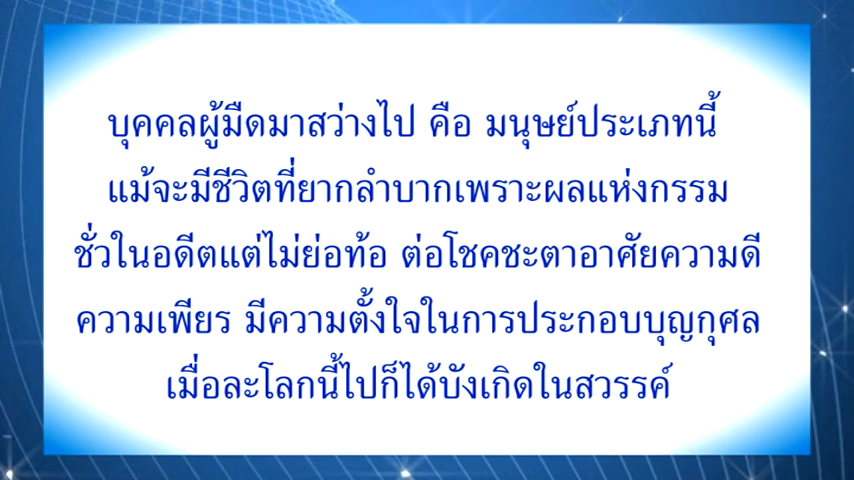 บุคคลผู้มืดมาสว่างไป คือ มนุษย์ประเภทนี้
แม้จะมีชีวิตที่ยากลำบากเพราะผลแห่งกรรม
ชั่วในอดีตแต่ไม่ย่อท้อ ต่อโชคชะตาอาศัยความดี
ความเพียร มีความตั้งใจในการประกอบบุญกุศล
เมื่อละโลกนี้ไปก็ได้บังเกิดในสวรรค์